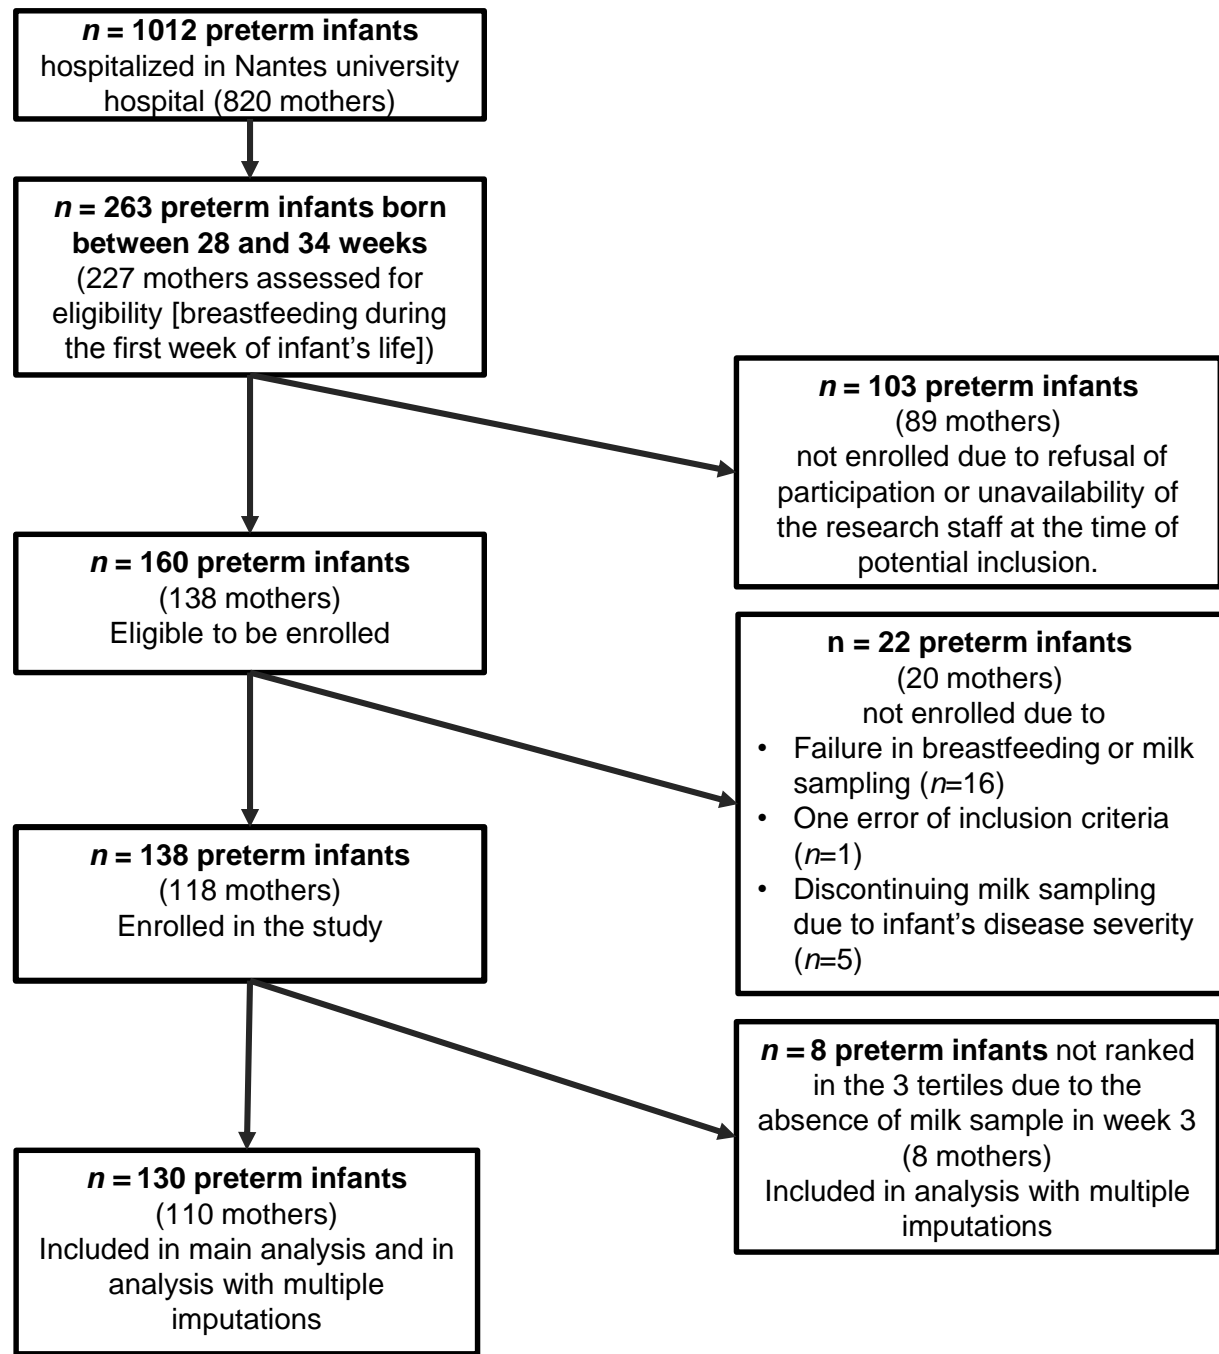 n = 1012 preterm infants
hospitalized in Nantes university
hospital (820 mothers)
n = 263 preterm infants born
between 28 and 34 weeks
(227 mothers assessed for
eligibility [breastfeeding during
the first week of infant's life])
n = 103 preterm infants
(89 mothers)
not enrolled due to refusal of
participation or unavailability of
the research staff at the time of
potential inclusion.
n = 160 preterm infants
(138 mothers)
Eligible to be enrolled
n = 22 preterm infants
(20 mothers)
not enrolled due to
• Failure in breastfeeding or milk
sampling (n=16)
• One error of inclusion criteria
(n=1)
• Discontinuing milk sampling
due to infant's disease severity
(n=5)
n = 138 preterm infants
(118 mothers)
Enrolled in the study
n = 8 preterm infants not ranked
in the 3 tertiles due to the
absence of milk sample in week 3
(8 mothers)
Included in analysis with multiple
imputations
n = 130 preterm infants
(110 mothers)
Included in main analysis and in
analysis with multiple
imputations